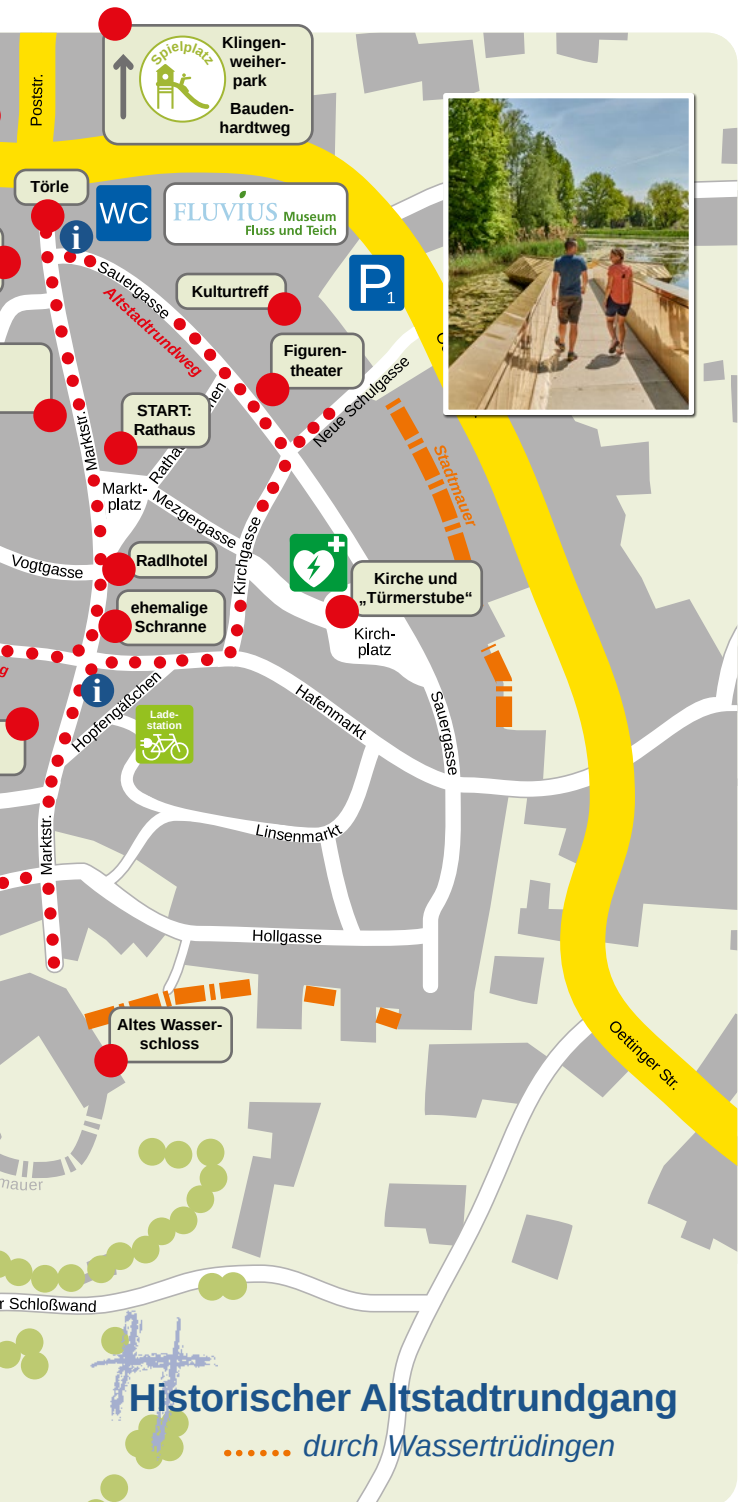 Spielplatz
Klingen-
weiher-
park
Bauden-
hardtweg
Poststr.
Törle
WC
FLUVIUS Museum
Fluss und Teich
i
Sauergasse
Altstadtrundweg
Kulturtreff
P1
Figuren-
theater
START:
Rathaus
Neue Schulgasse
Marktstr.
Markt-
platz
Mezgergasse
Stadtmauer
Kirchgasse
Vogtgasse
Radlhotel
Kirche und
„Türmerstube“
ehemalige
Schranne
Kirch-
platz
i
Hopfengäßchen
Lade-
station
Hafenmarkt
Sauergasse
Marktstr.
Linsenmarkt
Hollgasse
Altes Wasser-
schloss
Oettinger Str.
mauer
r Schloßwand
Historischer Altstadtrundgang
durch Wassertrüdingen